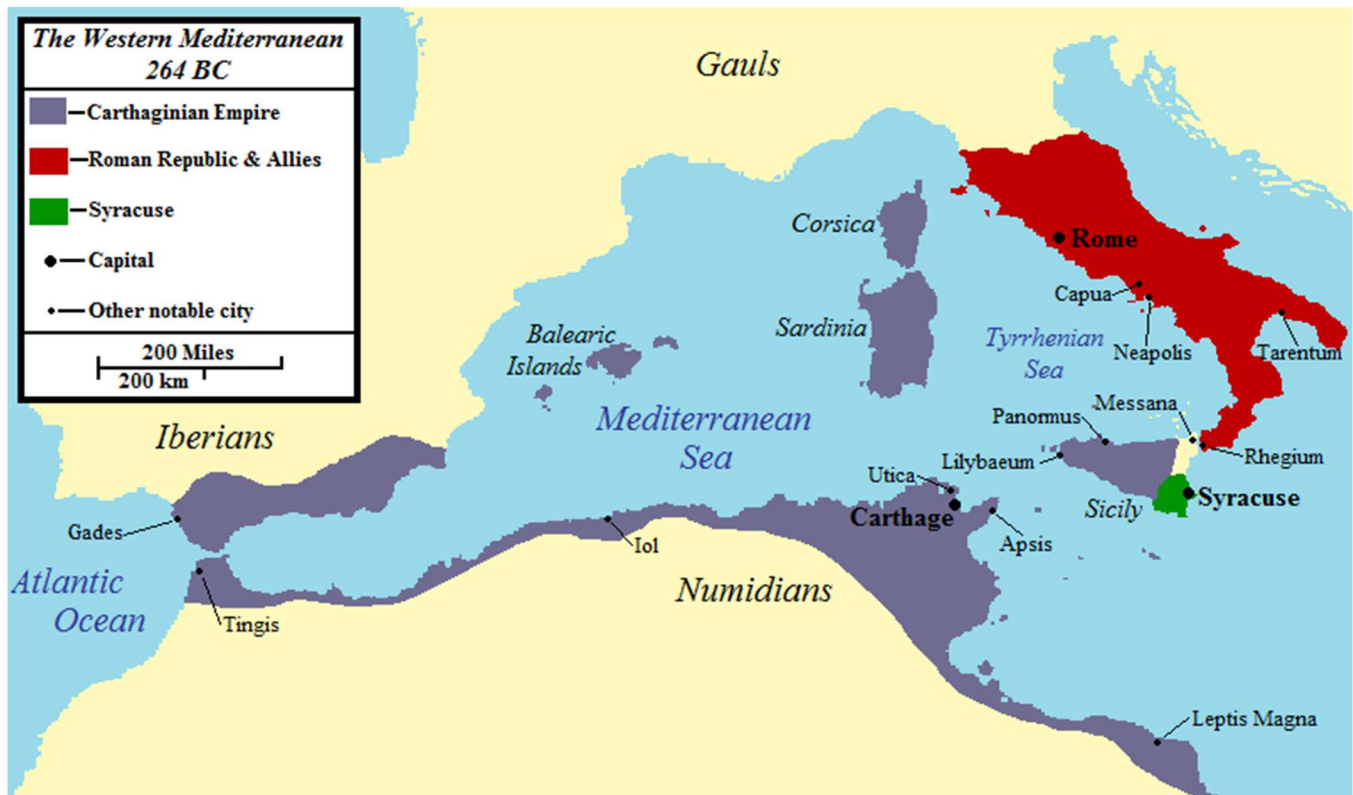 The Western Mediterranean
264 BC
Carthaginian Empire
Roman Republic & Allies
Syracuse
Capital
Other notable city
200 Miles
200 km
Gauls
Corsica
Rome
Capua
Sardinia
Balearic
Islands
Tyrrhenian
Sea
Neapolis
Tarentum
Iberians
Mediterranean
Sea
Messana
Panormus
Rhegium
Lilybaeum
Utica
Syracuse
Sicily
Carthage
Gades
Iol
Apsis
Atlantic
Ocean
Numidians
Tingis
Leptis Magna